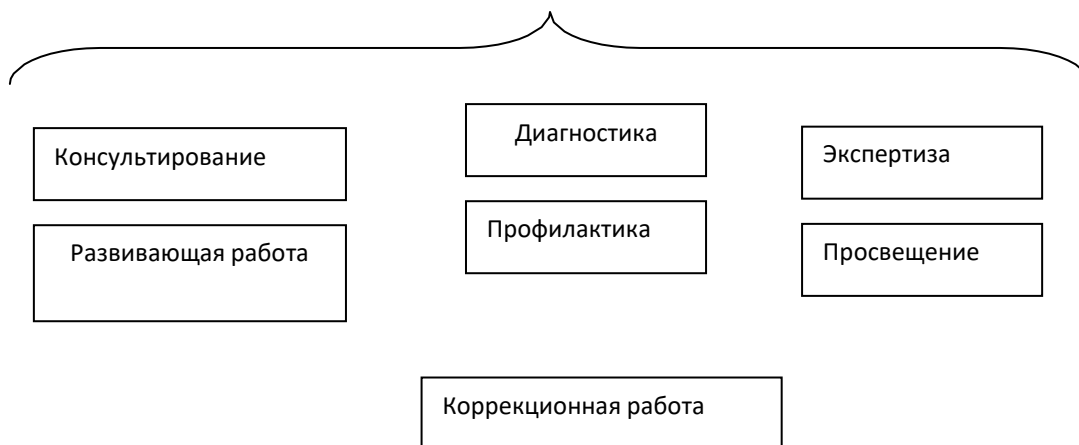 Консультирование
Диагностика
Экспертиза
Развивающая работа
Профилактика
Просвещение
Коррекционная работа